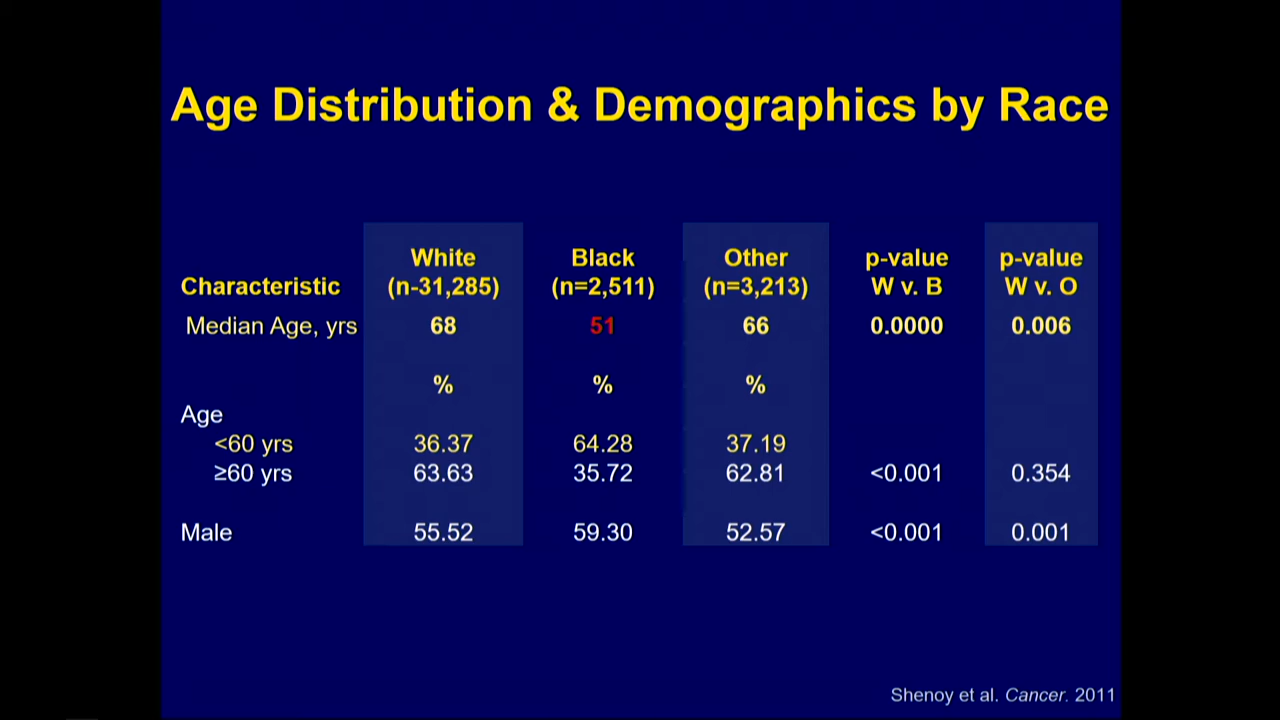 Age Distribution & Demographics by Race
Characteristic White (n-31,285) Black (n=2,511) Other (n=3,213) p-value W v. B p-value W v. O
Median Age, yrs 68 51 66 0.0000 0.006
% % %
Age
<60 yrs 36.37 64.28 37.19
≥60 yrs 63.63 35.72 62.81 <0.001 0.354
Male 55.52 59.30 52.57 <0.001 0.001
Shenoy et al. Cancer. 2011